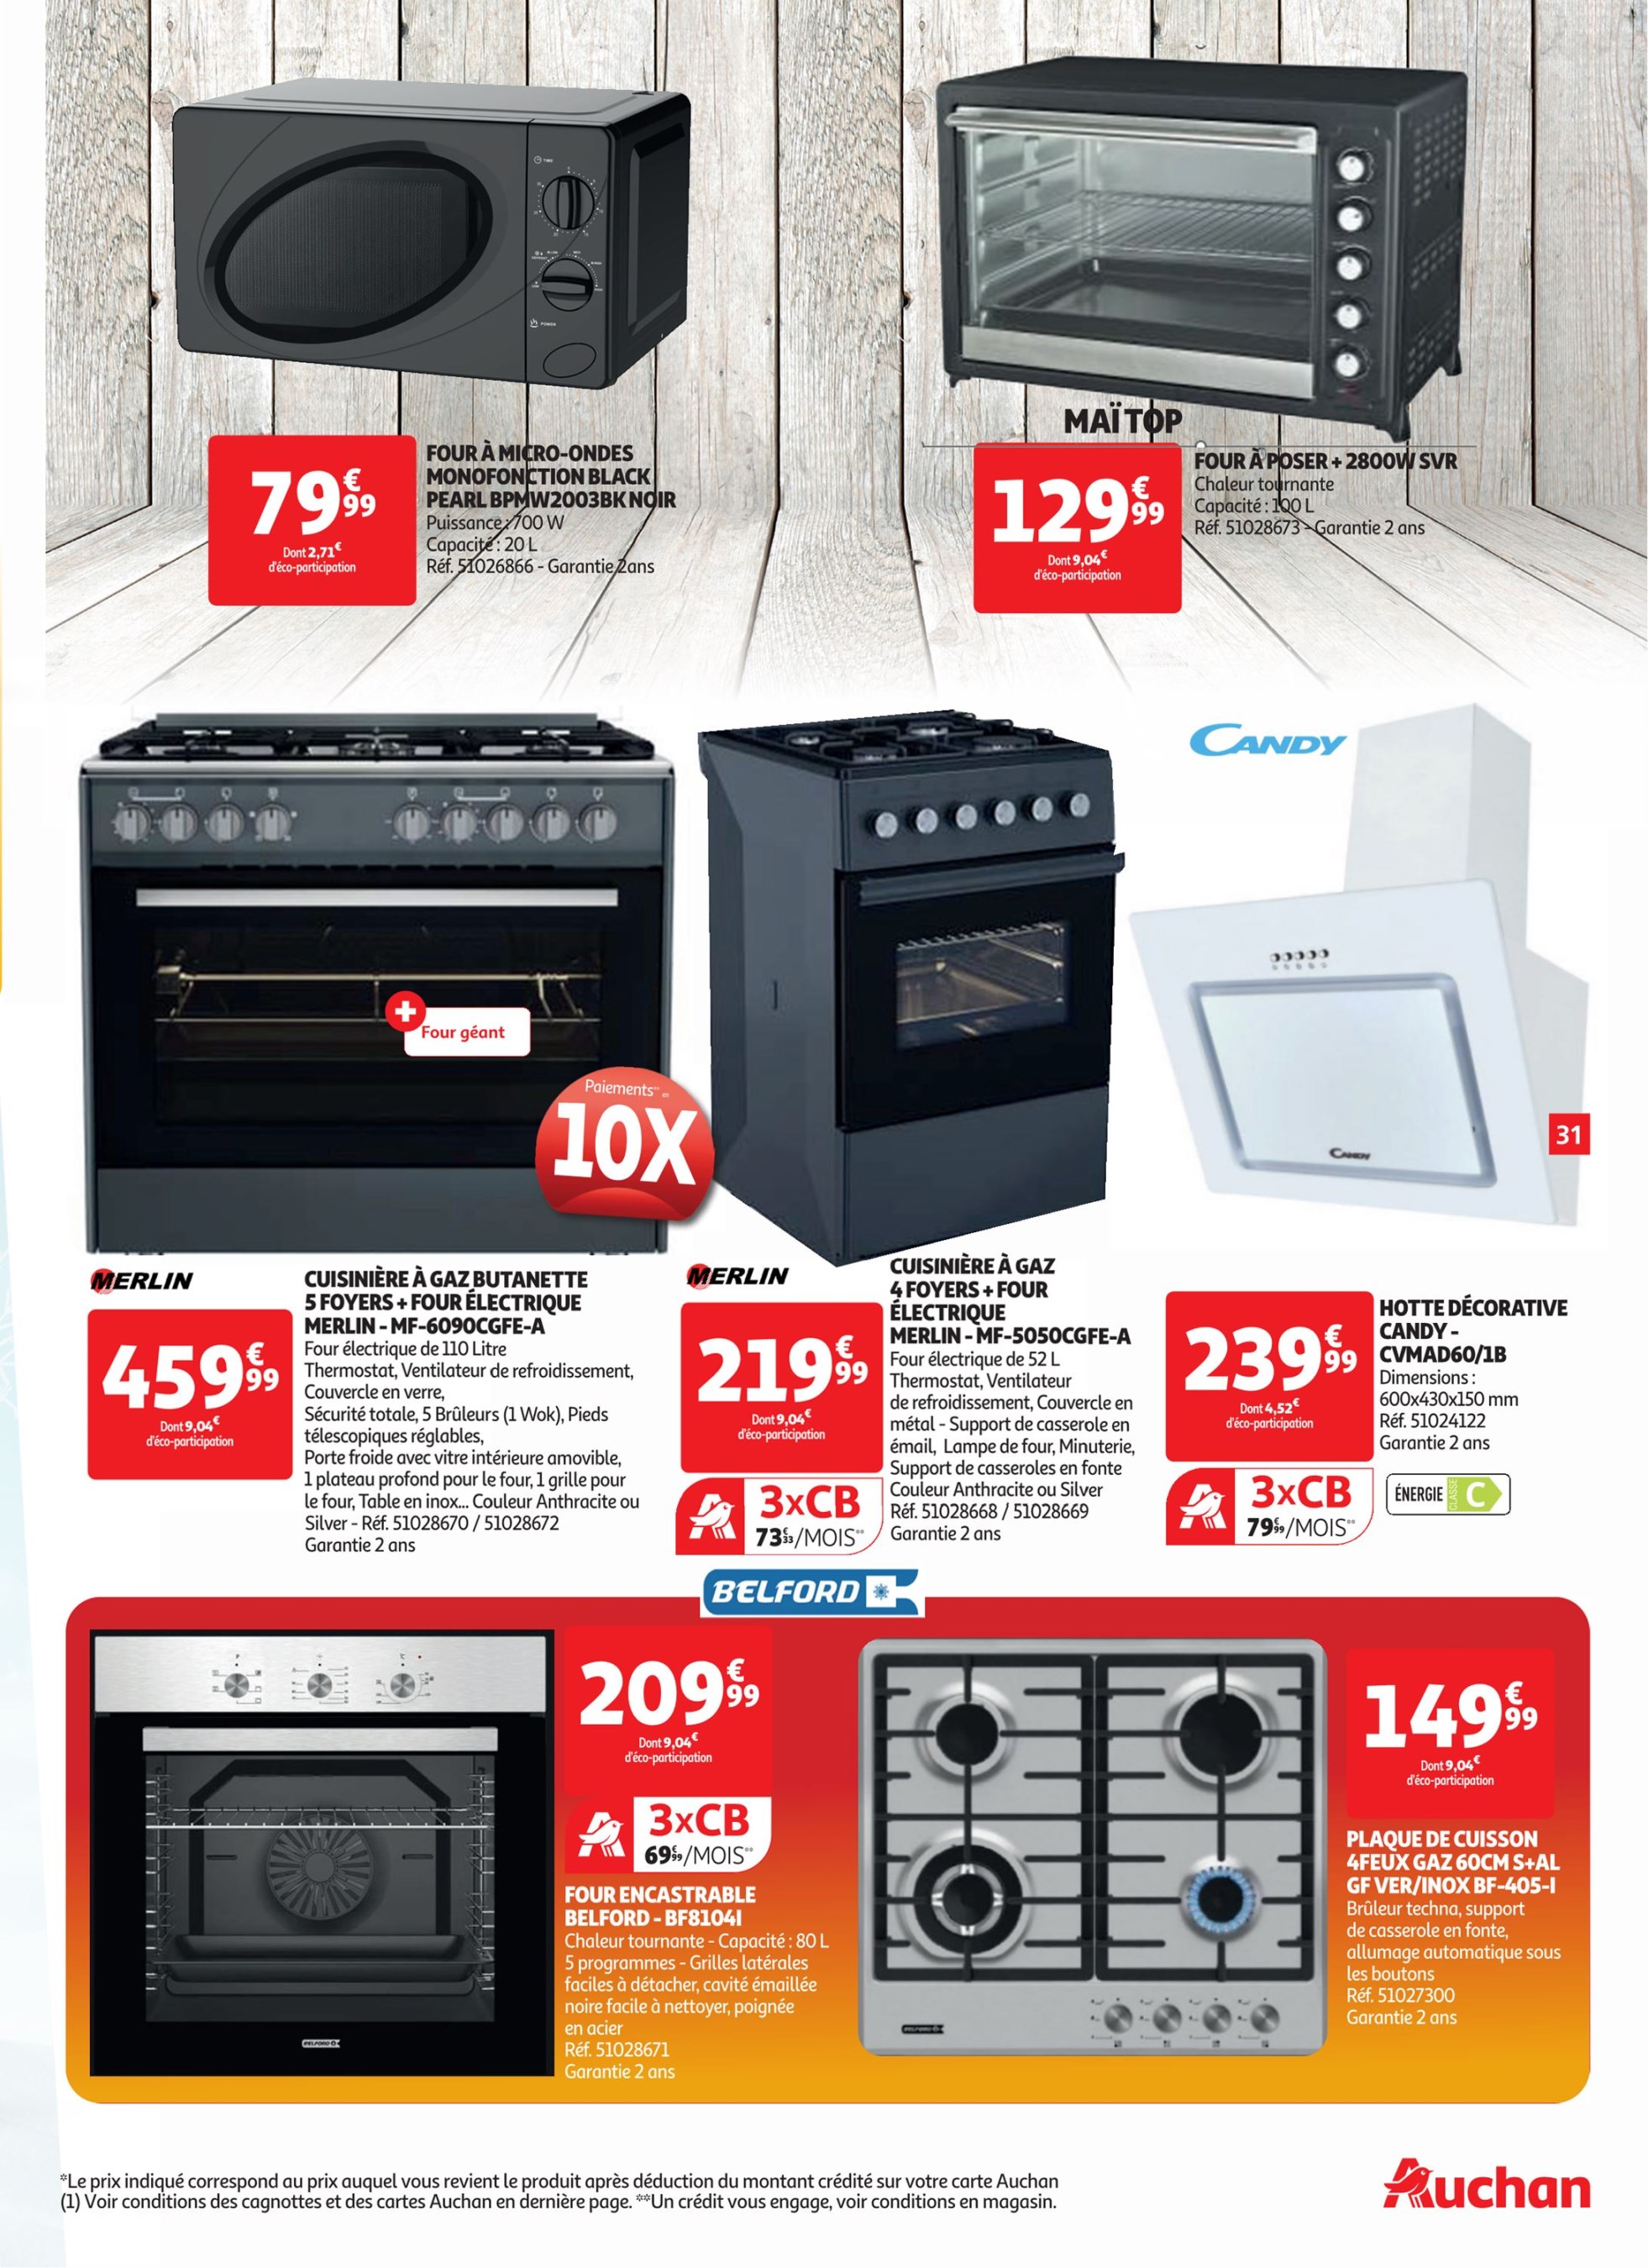 TIME
POWER
MAÏTOP
79€99
Dont 2,71€
d'éco-participation
FOUR À MICRO-ONDES
MONOFONCTION BLACK
PEARL BPMW2003BK NOIR
Puissance : 700 W
Capacité : 20 L
Réf. 51026866 - Garantie 2ans
129€99
Dont 9,04€
d'éco-participation
FOUR À POSER + 2800W SVR
Chaleur tournante
Capacité : 100 L
Réf. 51028673 - Garantie 2 ans
CANDY
CANDY
+
Four géant
Paiements** en
10X
31
MERLIN
459€99
Dont 9,04€
d'éco-participation
CUISINIÈRE À GAZ BUTANETTE
5 FOYERS + FOUR ÉLECTRIQUE
MERLIN - MF-6090CGFE-A
Four électrique de 110 Litre
Thermostat, Ventilateur de refroidissement,
Couvercle en verre,
Sécurité totale, 5 Brûleurs (1 Wok), Pieds
télescopiques réglables,
Porte froide avec vitre intérieure amovible,
1 plateau profond pour le four, 1 grille pour
le four, Table en inox... Couleur Anthracite ou
Silver - Réf. 51028670 / 51028672
Garantie 2 ans
MERLIN
219€99
Dont 9,04€
d'éco-participation
3xCB
73€33/MOIS**
CUISINIÈRE À GAZ
4 FOYERS + FOUR
ÉLECTRIQUE
MERLIN - MF-5050CGFE-A
Four électrique de 52 L
Thermostat, Ventilateur
de refroidissement, Couvercle en
métal - Support de casserole en
émail, Lampe de four, Minuterie,
Support de casseroles en fonte
Couleur Anthracite ou Silver
Réf. 51028668 / 51028669
Garantie 2 ans
239€99
Dont 4,52€
d'éco-participation
3xCB
79€99/MOIS**
HOTTE DÉCORATIVE
CANDY -
CVMAD60/1B
Dimensions :
600x430x150 mm
Réf. 51024122
Garantie 2 ans
ÉNERGIE CLASSE C
BELFORD
209€99
Dont 9,04€
d'éco-participation
3xCB
69€99/MOIS**
FOUR ENCASTRABLE
BELFORD - BF8104I
Chaleur tournante - Capacité : 80 L
5 programmes - Grilles latérales
faciles à détacher, cavité émaillée
noire facile à nettoyer, poignée
en acier
Réf. 51028671
Garantie 2 ans
BELFORD
BELFORD
149€99
Dont 9,04€
d'éco-participation
PLAQUE DE CUISSON
4FEUX GAZ 60CM S+AL
GF VER/INOX BF-405-I
Brûleur techna, support
de casserole en fonte,
allumage automatique sous
les boutons
Réf. 51027300
Garantie 2 ans
*Le prix indiqué correspond au prix auquel vous revient le produit après déduction du montant crédité sur votre carte Auchan
(1) Voir conditions des cagnottes et des cartes Auchan en dernière page. **Un crédit vous engage, voir conditions en magasin.
Auchan